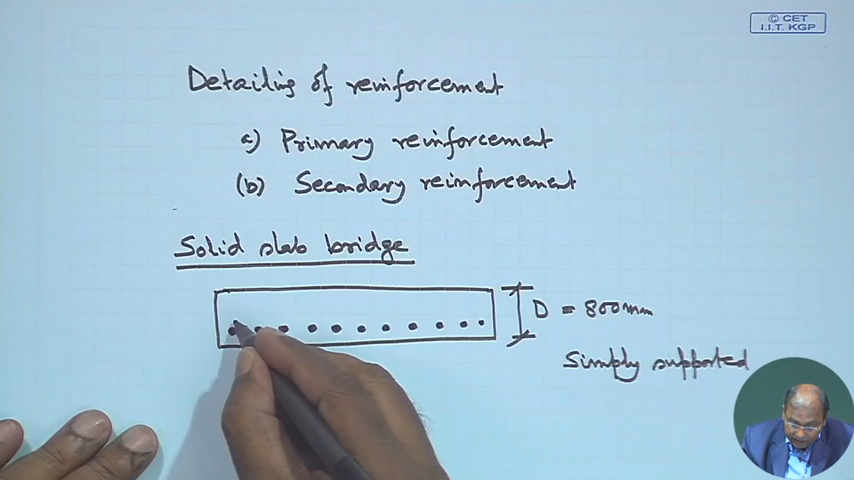 © CET
I.I.T. KGP
Detailing of reinforcement
a) Primary reinforcement
(b) Secondary reinforcement
Solid slab bridge
D = 800mm
Simply supported